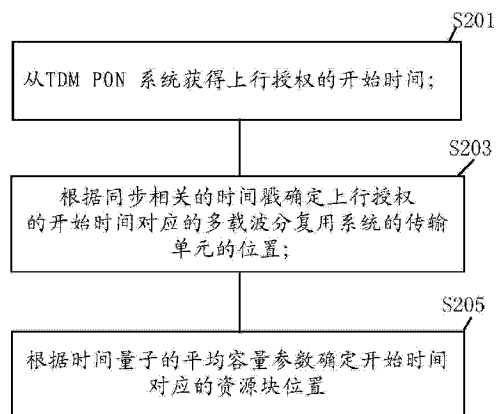 S201
从TDM PON 系统获得上行授权的开始时间;
S203
根据同步相关的时间戳确定上行授权
的开始时间对应的多载波分复用系统的传输
单元的位置;
S205
根据时间量子的平均容量参数确定开始时间
对应的资源块位置